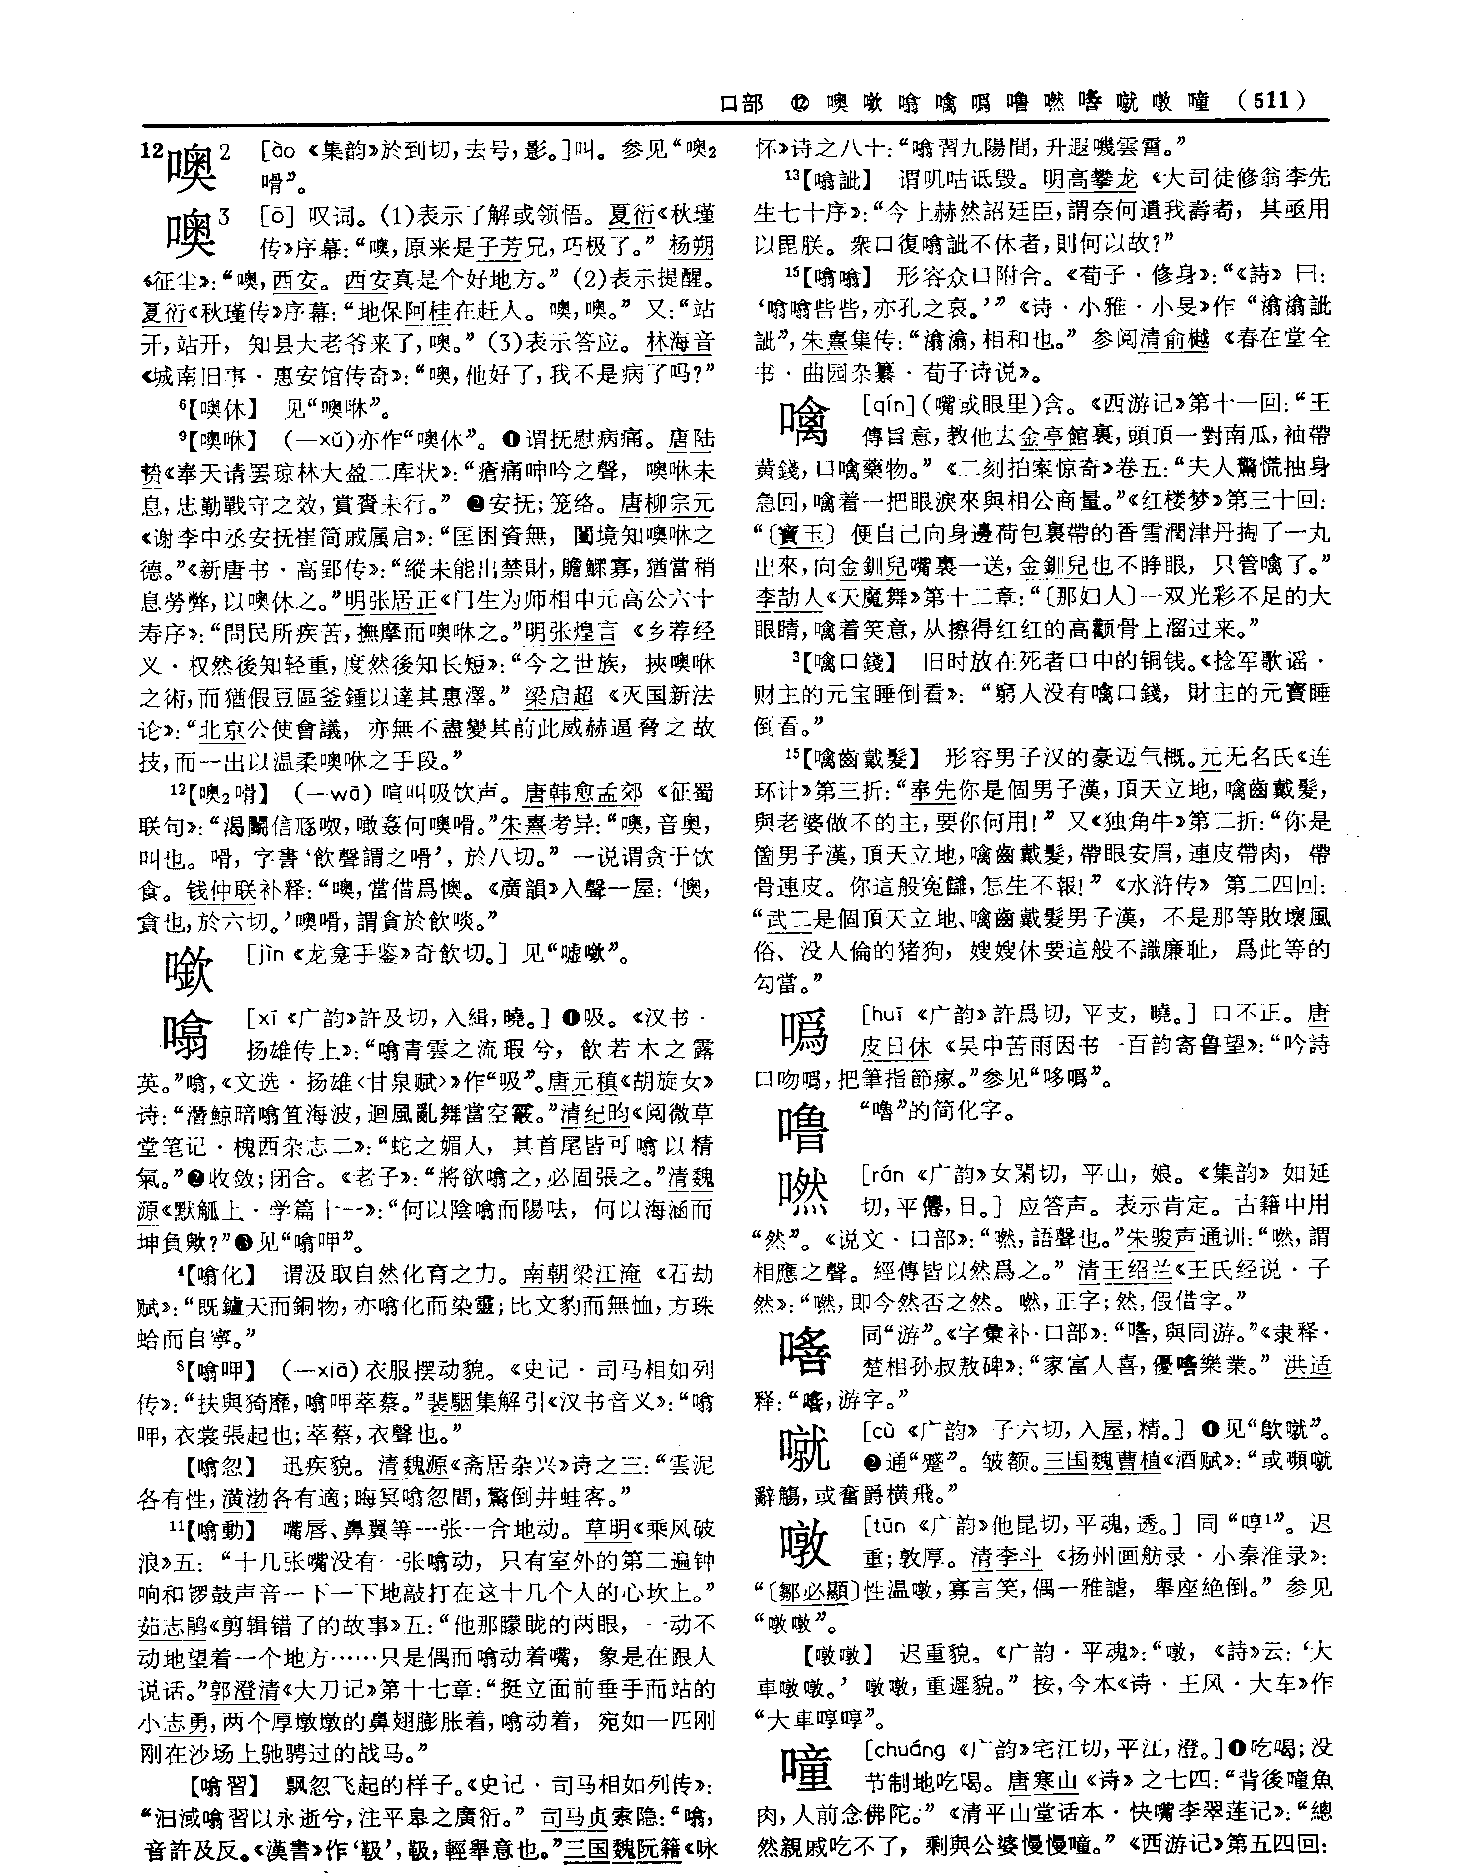 口部 ⑫ 噢 噷 噏 噙 噅 噜 嘫 噾 噈 噋 噇 (511)
12噢2 [ào《集韵》於到切,去号,影。]叫。参见“噢2
嗗”。
噢3 [ō] 叹词。(1)表示了解或领悟。夏衍《秋瑾
传》序幕:“噢,原来是子芳兄,巧极了。”杨朔
《征尘》:“噢,西安。西安真是个好地方。”(2)表示提醒。
夏衍《秋瑾传》序幕:“地保阿桂在赶人。噢,噢。”又:“站
开,站开,知县大老爷来了,噢。”(3)表示答应。林海音
《城南旧事·惠安馆传奇》:“噢,他好了,我不是病了吗?”
6【噢休】 见“噢咻”。
9【噢咻】 (—xǔ)亦作“噢休”。❶谓抚慰病痛。唐陆
贽《奉天请罢琼林大盈二库状》:“瘡痛呻吟之聲,噢咻未
息,忠勤戰守之效,賞賚未行。”❷安抚;笼络。唐柳宗元
《谢李中丞安抚崔简戚属启》:“匡困資無,闔境知噢咻之
德。”《新唐书·高郢传》:“縱未能出禁財,贍鰥寡,猶當稍
息勞弊,以噢休之。”明张居正《门生为师相中元高公六十
寿序》:“問民所疾苦,撫摩而噢咻之。”明张煌言《乡荐经
义·权然後知轻重,度然後知长短》:“今之世族,挾噢咻
之術,而猶假豆區釜鍾以達其惠澤。”梁启超《灭国新法
论》:“北京公使會議,亦無不盡變其前此威赫逼脅之故
技,而一出以温柔噢咻之手段。”
12【噢2嗗】 (—wā)喧叫吸饮声。唐韩愈孟郊《征蜀
联句》:“渴鬭信豗呶,噉姦何噢嗗。”朱熹考异:“噢,音奥,
叫也。嗗,字書‘飲聲謂之嗗’,於八切。”一说谓贪于饮
食。钱仲联补释:“噢,當借爲懊。《廣韻》入聲一屋:‘懊,
貪也,於六切。’噢嗗,謂貪於飲啖。”
噷 [jìn《龙龛手鉴》奇飲切。]见“嘘噷”。
噏 [xī《广韵》許及切,入緝,曉。]❶吸。《汉书·
扬雄传上》:“噏青雲之流瑕兮,飲若木之露
英。”噏,《文选·扬雄〈甘泉赋〉》作“吸”。唐元稹《胡旋女》
诗:“潛鯨暗噏笡海波,迴風亂舞當空霰。”清纪昀《阅微草
堂笔记·槐西杂志二》:“蛇之媚人,其首尾皆可噏以精
氣。”❷收敛;闭合。《老子》:“將欲噏之,必固張之。”清魏
源《默觚上·学篇十一》:“何以陰噏而陽呿,何以海涵而
坤負歟?”❸见“噏呷”。
4【噏化】 谓汲取自然化育之力。南朝梁江淹《石劫
赋》:“既鑪天而銅物,亦噏化而染靈;比文豹而無恤,方珠
蛤而自寧。”
5【噏呷】 (—xiā)衣服摆动貌。《史记·司马相如列
传》:“扶與猗靡,噏呷萃蔡。”裴駰集解引《汉书音义》:“噏
呷,衣裳張起也;萃蔡,衣聲也。”
【噏忽】 迅疾貌。清魏源《斋居杂兴》诗之三:“雲泥
各有性,潢渤各有適;晦冥噏忽間,驚倒井蛙客。”
11【噏動】 嘴唇、鼻翼等一张一合地动。草明《乘风破
浪》五:“十几张嘴没有一张噏动,只有室外的第二遍钟
响和锣鼓声音一下一下地敲打在这十几个人的心坎上。”
茹志鹃《剪辑错了的故事》五:“他那朦胧的两眼,一动不
动地望着一个地方……只是偶而噏动着嘴,象是在跟人
说话。”郭澄清《大刀记》第十七章:“挺立面前垂手而站的
小志勇,两个厚墩墩的鼻翅膨胀着,噏动着,宛如一匹刚
刚在沙场上驰骋过的战马。”
【噏習】 飘忽飞起的样子。《史记·司马相如列传》:
“汩淢噏習以永逝兮,注平皋之廣衍。”司马贞索隐:“噏,
音許及反。《漢書》作‘馺’,馺,輕舉意也。”三国魏阮籍《咏
怀》诗之八十:“噏習九陽間,升遐嘰雲霄。”
13【噏訿】 谓叽咕诋毁。明高攀龙《大司徒修翁李先
生七十序》:“今上赫然詔廷臣,謂奈何遺我壽耇,其亟用
以毘朕。衆口復噏訿不休者,則何以故?”
15【噏噏】 形容众口附合。《荀子·修身》:“《詩》曰:
‘噏噏呰呰,亦孔之哀。’”《诗·小雅·小旻》作“潝潝訿
訿”,朱熹集传:“潝潝,相和也。”参阅清俞樾《春在堂全
书·曲园杂纂·荀子诗说》。
噙 [qín](嘴或眼里)含。《西游记》第十一回:“王
傳旨意,教他去金亭館裏,頭頂一對南瓜,袖帶
黄錢,口噙藥物。”《二刻拍案惊奇》卷五:“夫人驚慌抽身
急回,噙着一把眼淚來與相公商量。”《红楼梦》第三十回:
“〔寶玉〕便自己向身邊荷包裏帶的香雪潤津丹掏了一丸
出來,向金釧兒嘴裏一送,金釧兒也不睁眼,只管噙了。”
李劼人《天魔舞》第十二章:“〔那妇人〕一双光彩不足的大
眼睛,噙着笑意,从擦得红红的高颧骨上溜过来。”
3【噙口錢】 旧时放在死者口中的铜钱。《捻军歌谣·
财主的元宝睡倒看》:“窮人没有噙口錢,財主的元寶睡
倒看。”
15【噙齒戴髮】 形容男子汉的豪迈气概。元无名氏《连
环计》第三折:“奉先你是個男子漢,頂天立地,噙齒戴髮,
與老婆做不的主,要你何用!”又《独角牛》第二折:“你是
箇男子漢,頂天立地,噙齒戴髮,帶眼安眉,連皮帶肉,帶
骨連皮。你這般寃讎,怎生不報!”《水浒传》第二四回:
“武二是個頂天立地、噙齒戴髮男子漢,不是那等敗壞風
俗、没人倫的猪狗,嫂嫂休要這般不識廉耻,爲此等的
勾當。”
噅 [huī《广韵》許爲切,平支,曉。]口不正。唐
皮日休《吴中苦雨因书一百韵寄鲁望》:“吟詩
口吻噅,把筆指節瘃。”参见“哆噅”。
噜 “嚕”的简化字。
嘫 [rán《广韵》女閑切,平山,娘。《集韵》如延
切,平僊,日。]应答声。表示肯定。古籍中用
“然”。《说文·口部》:“嘫,語聲也。”朱骏声通训:“嘫,謂
相應之聲。經傳皆以然爲之。”清王绍兰《王氏经说·子
然》:“嘫,即今然否之然。嘫,正字;然,假借字。”
同“游”。《字彙补·口部》:“噾,與同游。”《隶释·
楚相孙叔敖碑》:“家富人喜,優噾樂業。”洪适
释:“噾,游字。”
噈 [cù《广韵》子六切,入屋,精。]❶见“歍噈”。
❷通“蹙”。皱额。三国魏曹植《酒赋》:“或嚬噈
辭觴,或奮爵横飛。”
噋 [tūn《广韵》他昆切,平魂,透。]同“啍1”。迟
重;敦厚。清李斗《扬州画舫录·小秦淮录》:
“〔鄒必顯〕性温噋,寡言笑,偶一雅謔,舉座絶倒。”参见
“噋噋”。
【噋噋】 迟重貌。《广韵·平魂》:“噋,《詩》云:‘大
車噋噋。’噋噋,重遲貌。”按,今本《诗·王风·大车》作
“大車啍啍”。
噇 [chuáng《广韵》宅江切,平江,澄。]❶吃喝;没
节制地吃喝。唐寒山《诗》之七四:“背後噇魚
肉,人前念佛陀。”《清平山堂话本·快嘴李翠莲记》:“總
然親戚吃不了,剩與公婆慢慢噇。”《西游记》第五四回: